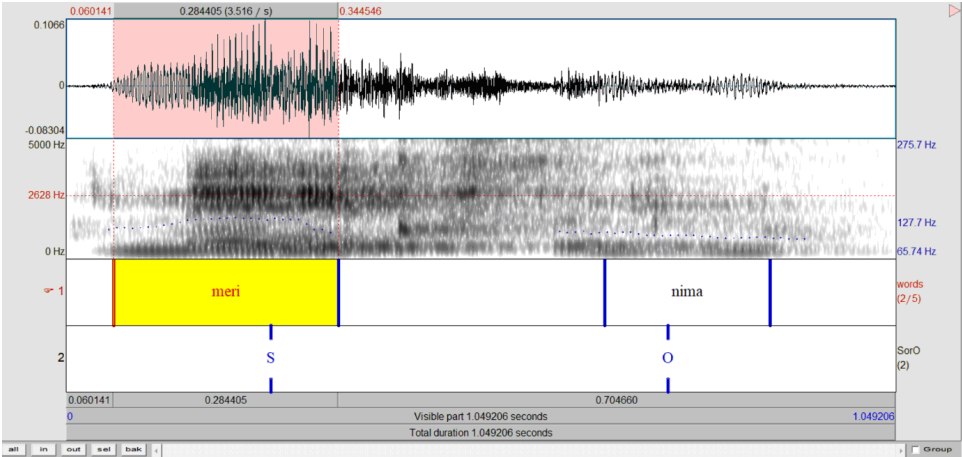 0.060141 0.284405 (3.516 / s) 0.344546
0.1066
0
-0.08304
5000 Hz 275.7 Hz
2628 Hz
127.7 Hz
0 Hz 65.74 Hz
1 meri nima words
(2/5)
2 S O SorO
(2)
0.060141 0.284405 0.704660
0 Visible part 1.049206 seconds 1.049206
Total duration 1.049206 seconds
all in out sel bak Group